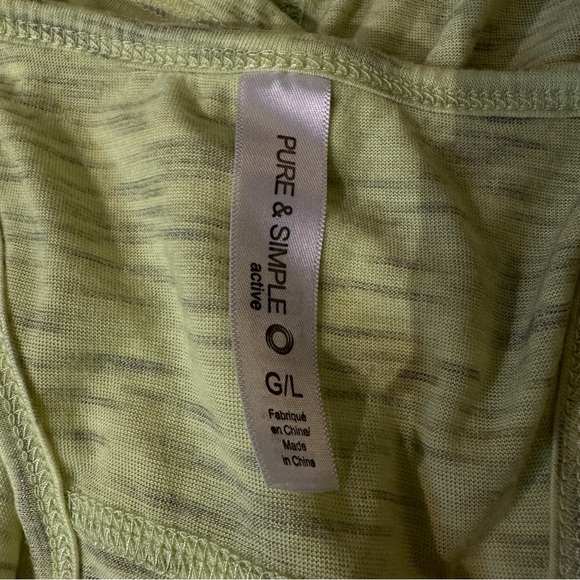 PURE & SIMPLE
active
G/L
Fabriqué
en Chine/
Made
in China